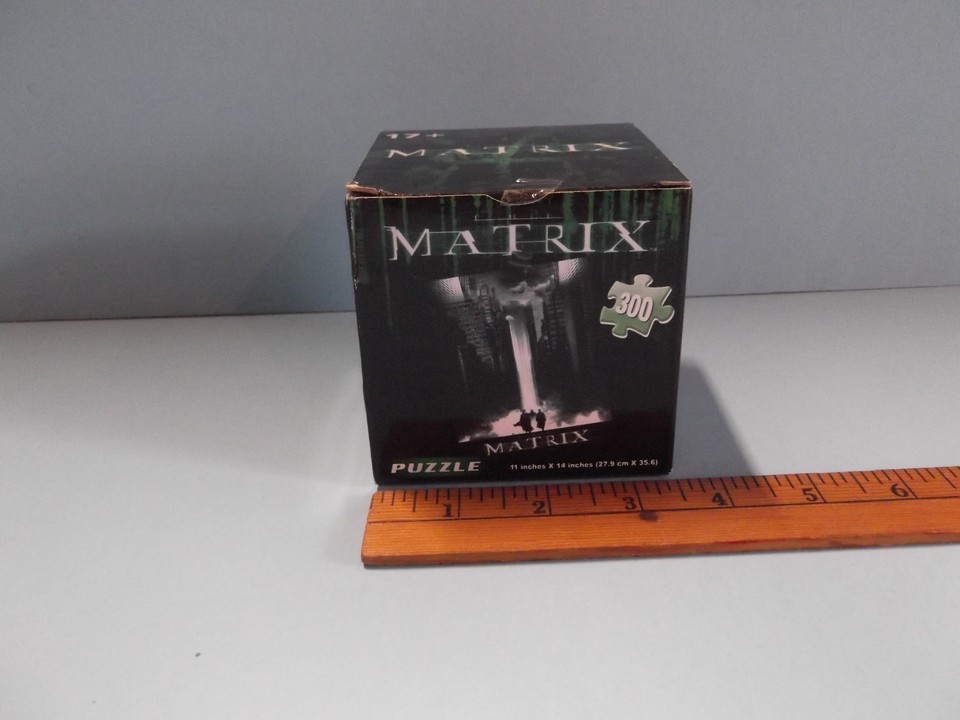 17+
MATRIX
MATRIX
300
MATRIX
PUZZLE 11 inches X 14 inches (27.9 cm X 35.6)
1 2 3 4 5 6